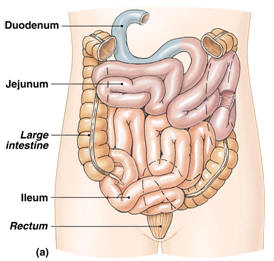 Duodenum
Jejunum
Large
intestine
Ileum
Rectum
(a)